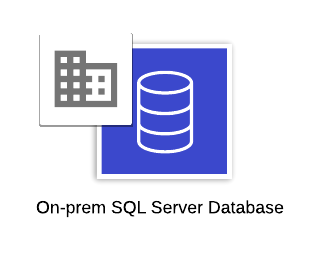 On-prem SQL Server Database